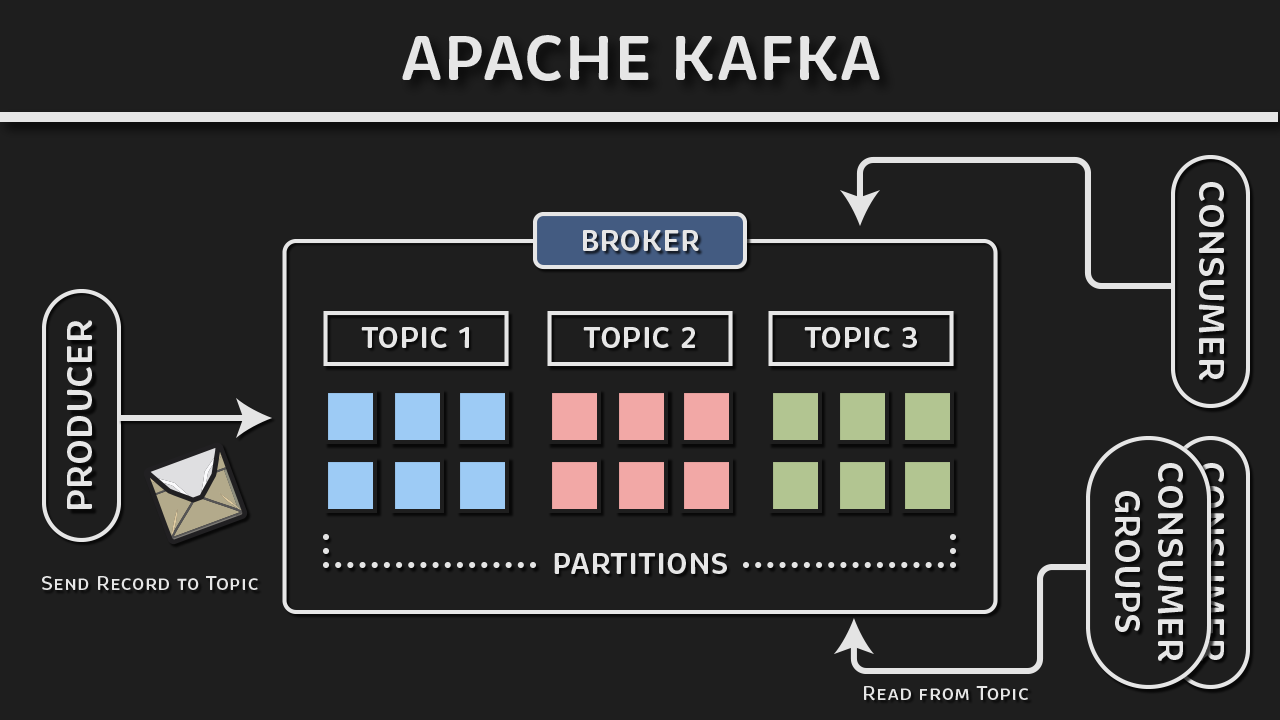 APACHE KAFKA
BROKER
CONSUMER
TOPIC 1
TOPIC 2
TOPIC 3
PRODUCER
PARTITIONS
Send Record to Topic
CONSUMER
GROUPS
CONSUMER
Read from Topic